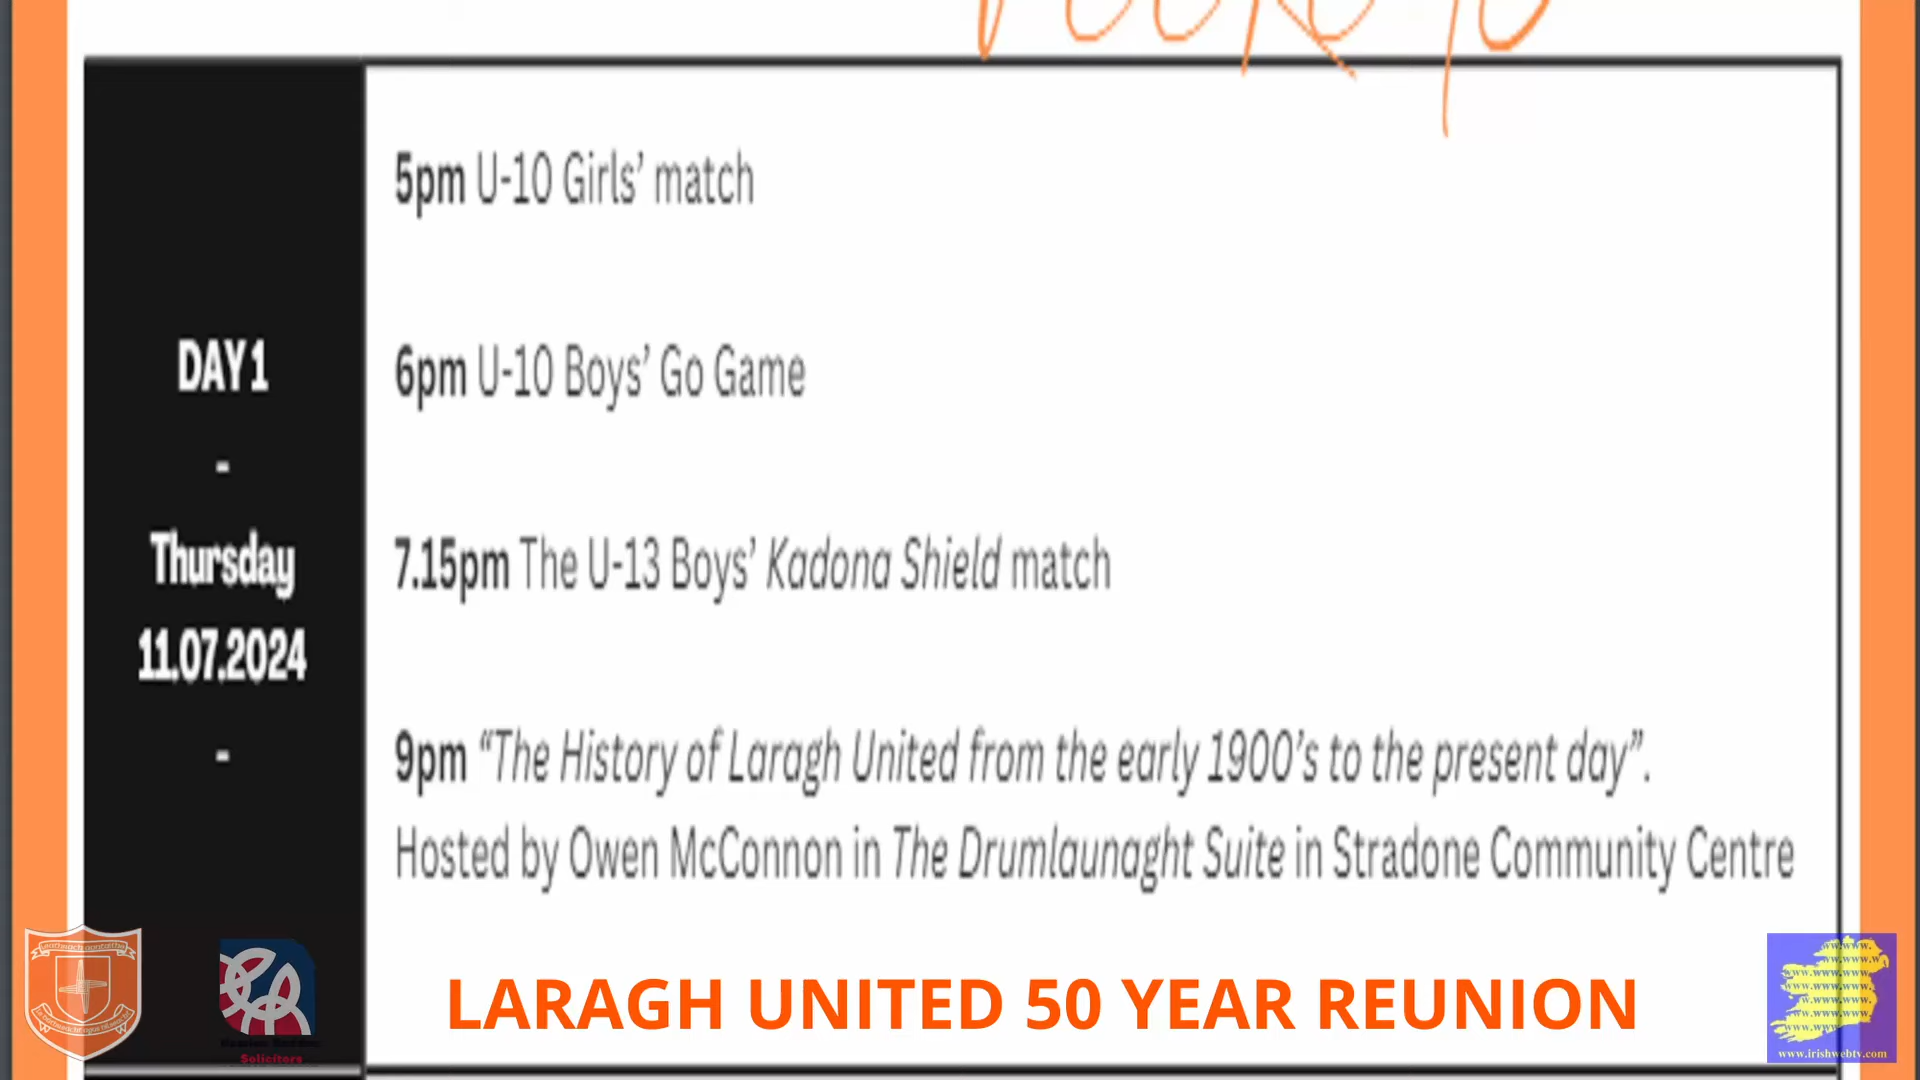 DAY 1
-
Thursday
11.07.2024
-
5pm U-10 Girls’ match
6pm U-10 Boys’ Go Game
7.15pm The U-13 Boys’ Kadona Shield match
9pm “The History of Laragh United from the early 1900’s to the present day”.
Hosted by Owen McConnon in The Drumlaunaght Suite in Stradone Community Centre
LARAGH UNITED 50 YEAR REUNION
Solicitors
www.irishwebtv.com